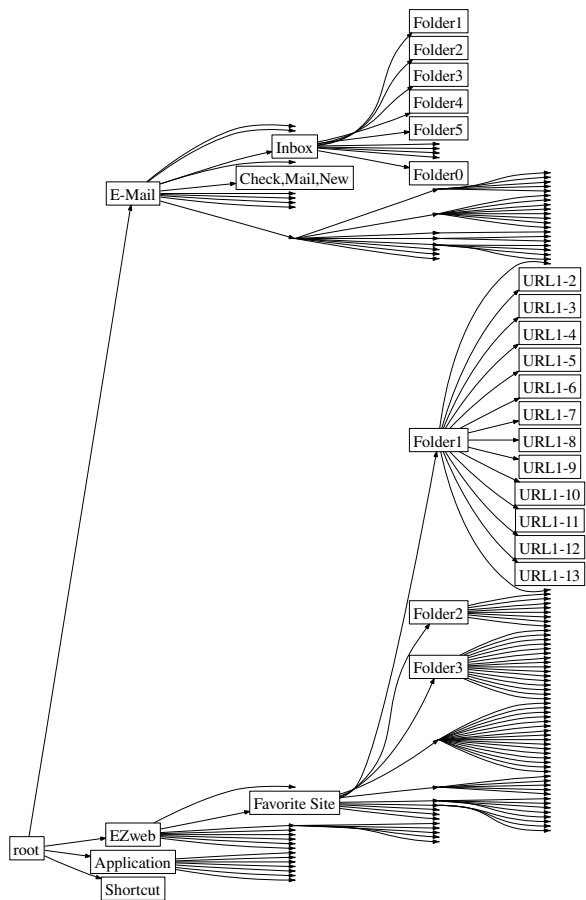 Folder1
Folder2
Folder3
Folder4
Folder5
Inbox
Folder0
Check,Mail,New
E-Mail
URL1-2
URL1-3
URL1-4
URL1-5
URL1-6
URL1-7
Folder1
URL1-8
URL1-9
URL1-10
URL1-11
URL1-12
URL1-13
Folder2
Folder3
Favorite Site
EZweb
root
Application
Shortcut